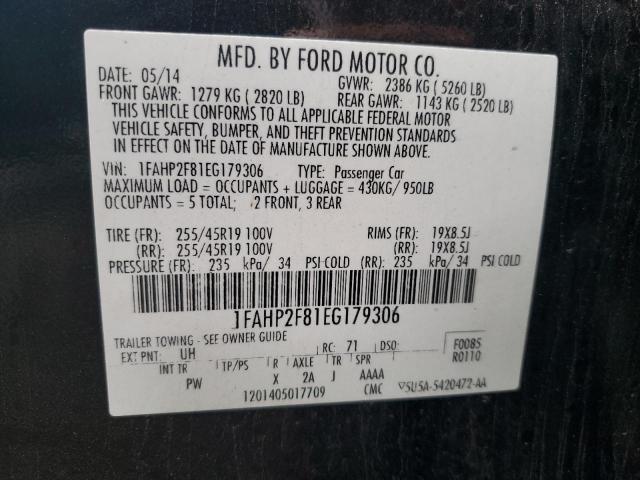 MFD. BY FORD MOTOR CO.
DATE: 05/14 GVWR: 2386 KG ( 5260 LB)
FRONT GAWR: 1279 KG ( 2820 LB) REAR GAWR: 1143 KG ( 2520 LB)
THIS VEHICLE CONFORMS TO ALL APPLICABLE FEDERAL MOTOR
VEHICLE SAFETY, BUMPER, AND THEFT PREVENTION STANDARDS
IN EFFECT ON THE DATE OF MANUFACTURE SHOWN ABOVE.
VIN: 1FAHP2F81EG179306 TYPE: Passenger Car
MAXIMUM LOAD = OCCUPANTS + LUGGAGE = 430KG/ 950LB
OCCUPANTS = 5 TOTAL: 2 FRONT, 3 REAR
TIRE (FR): 255/45R19 100V RIMS (FR): 19X8.5J
(RR): 255/45R19 100V (RR): 19X8.5J
PRESSURE (FR): 235 kPa/ 34 PSI COLD (RR): 235 kPa/ 34 PSI COLD
1FAHP2F81EG179306
TRAILER TOWING - SEE OWNER GUIDE
EXT PNT: UH RC: 71 DSO: F0085
INT TR TP/PS R AXLE TR SPR R0110
PW X 2A J AAAA
1201405017709 CMC 5U5A-5420472-AA